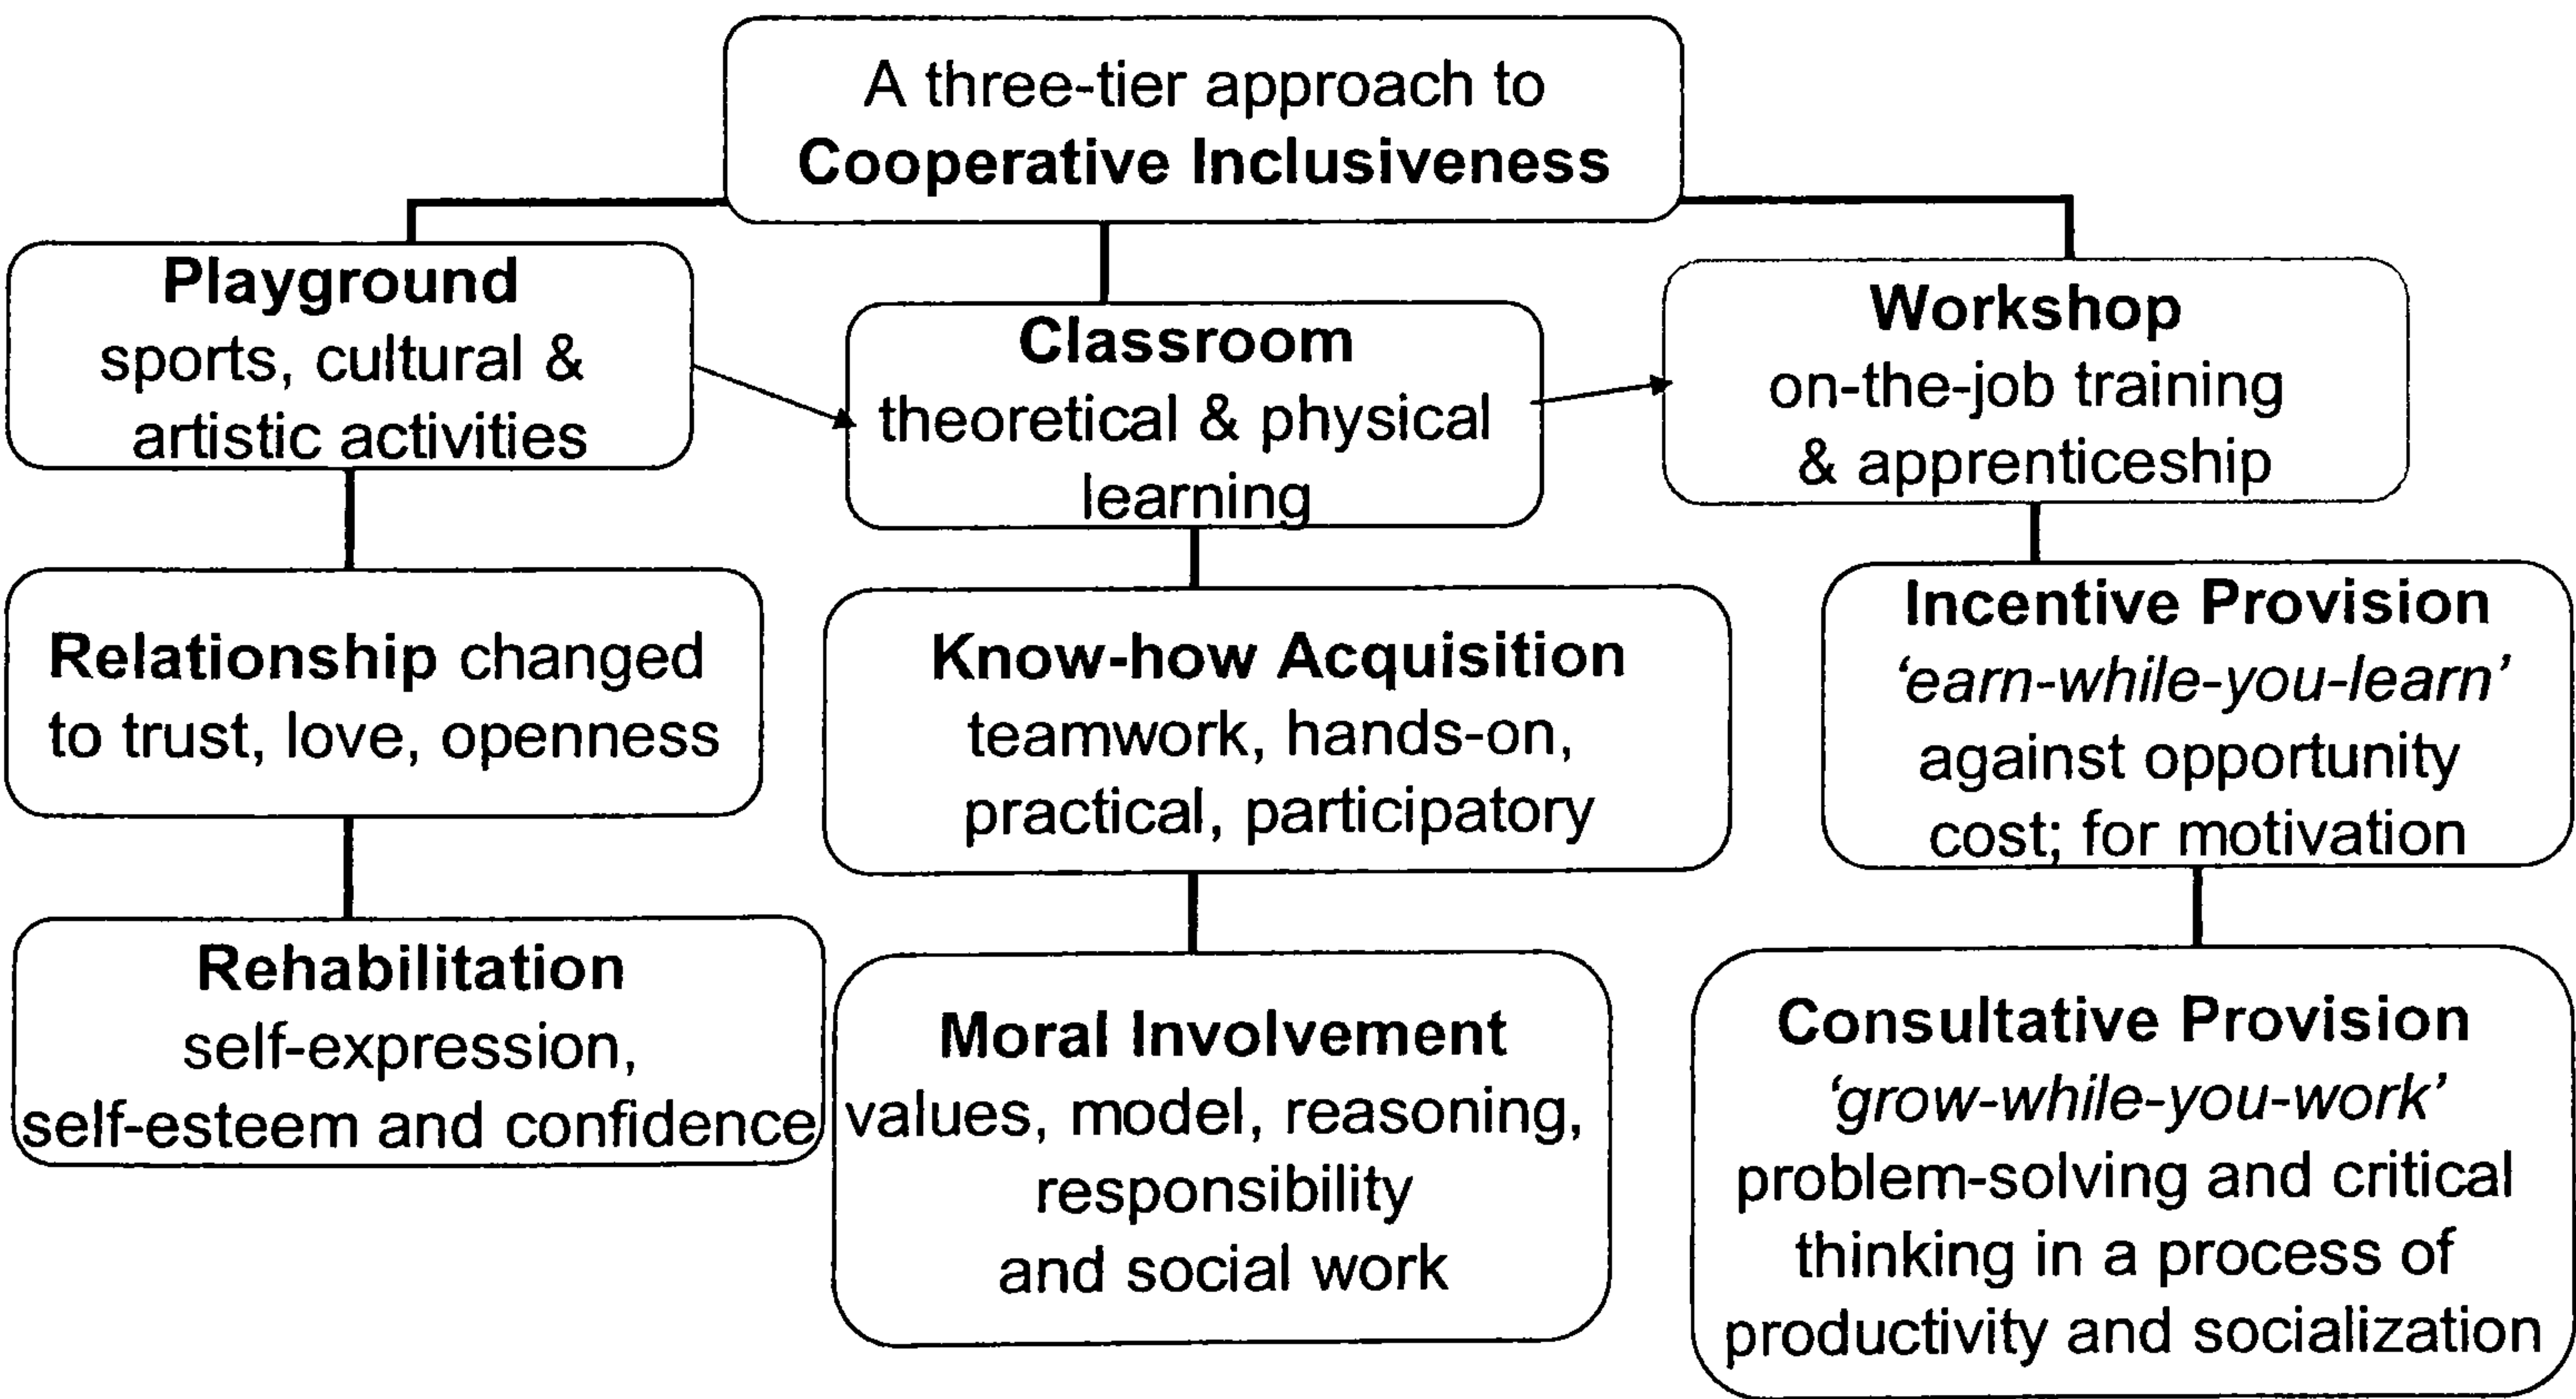 A three-tier approach to
Cooperative Inclusiveness
Playground
sports, cultural &
artistic activities
Classroom
theoretical & physical
learning
Workshop
on-the-job training
& apprenticeship
Relationship changed
to trust, love, openness
Know-how Acquisition
teamwork, hands-on,
practical, participatory
Incentive Provision
‘earn-while-you-learn’
against opportunity
cost; for motivation
Rehabilitation
self-expression,
self-esteem and confidence
Moral Involvement
values, model, reasoning,
responsibility
and social work
Consultative Provision
‘grow-while-you-work’
problem-solving and critical
thinking in a process of
productivity and socialization